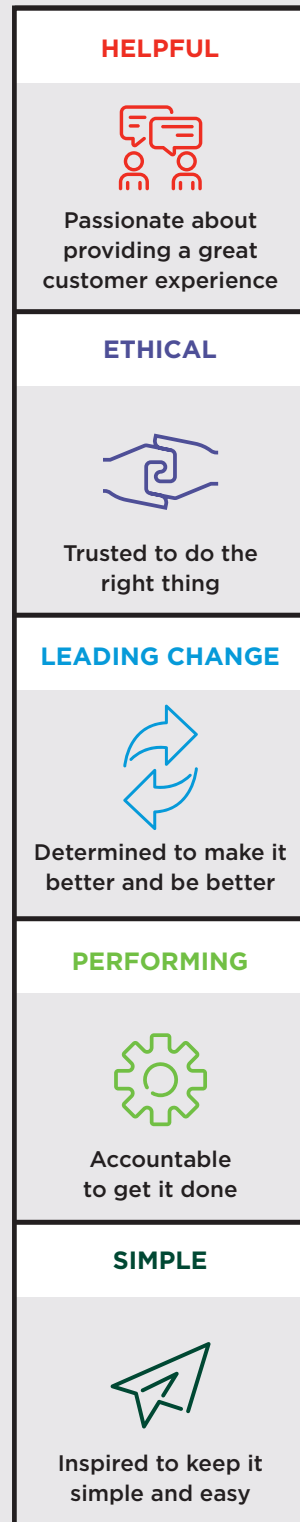 HELPFUL
Passionate about
providing a great
customer experience
ETHICAL
Trusted to do the
right thing
LEADING CHANGE
Determined to make it
better and be better
PERFORMING
Accountable
to get it done
SIMPLE
Inspired to keep it
simple and easy